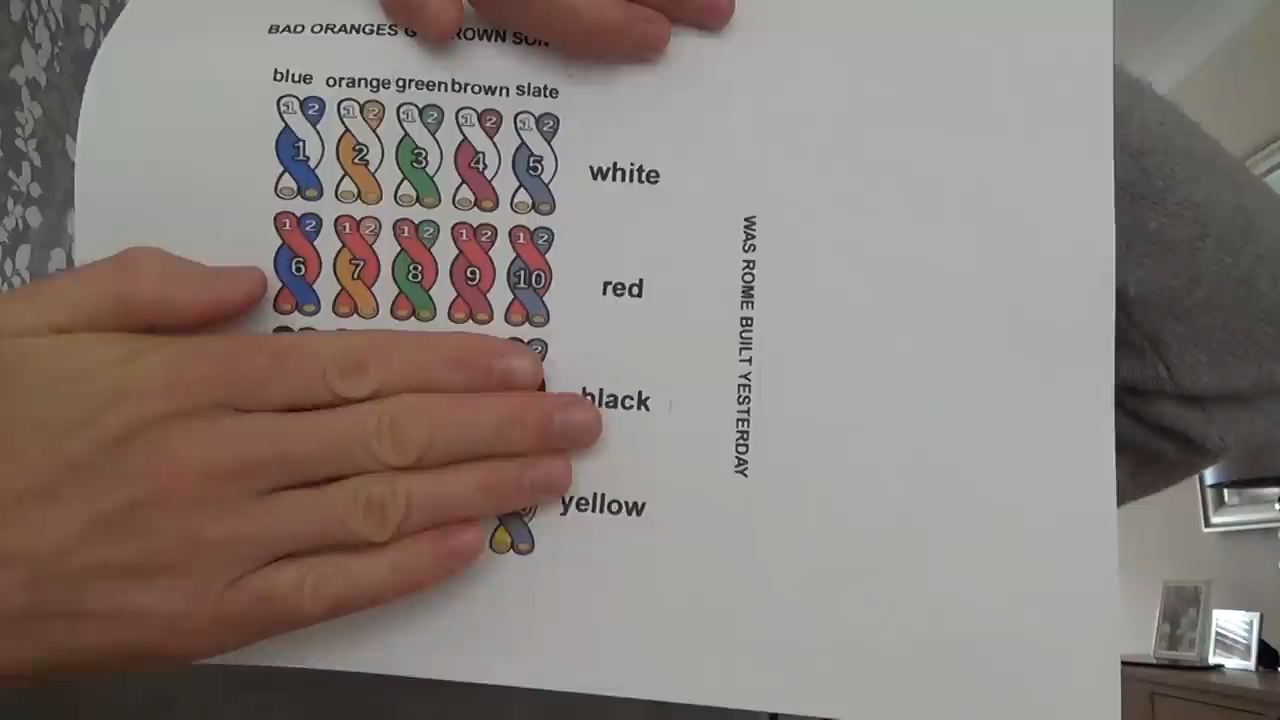 BAD ORANGES
blue orange green brown slate
1 2 1 2 1 2 1 2 1 2
1 2 3 4 5
white
1 2 1 2 1 2 1 2 1 2
6 7 8 9 10
red
2
black
yellow
WAS ROME BUILT YESTERDAY